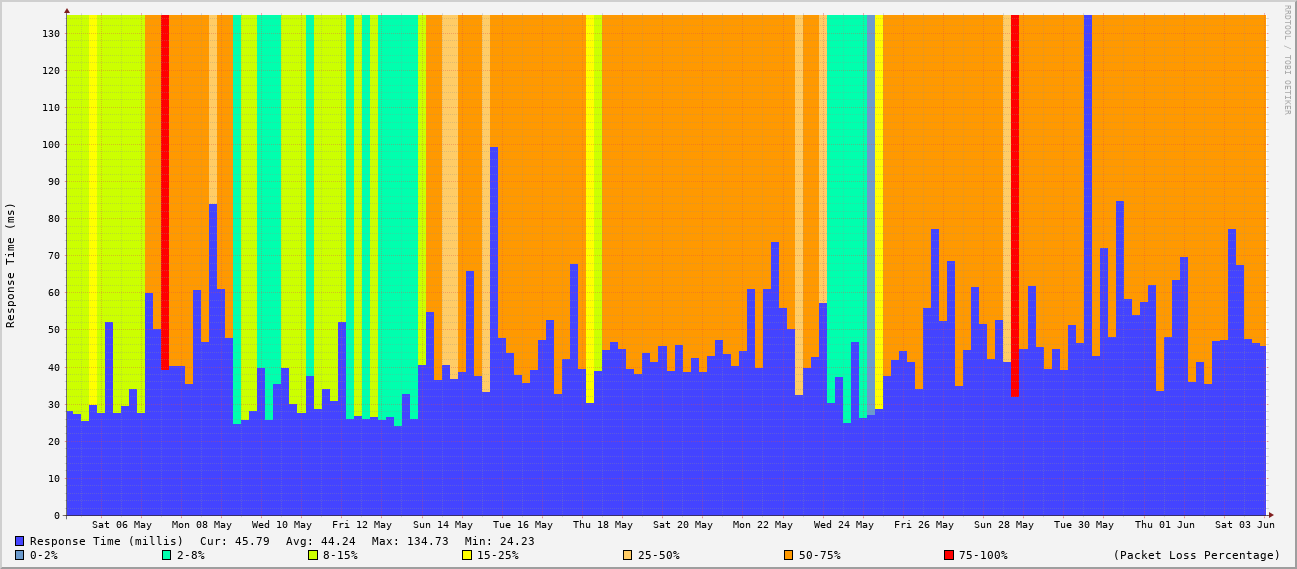 RRDTOOL / TOBI OETIKER
Response Time (ms)
130
120
110
100
90
80
70
60
50
40
30
20
10
0
Sat 06 May Mon 08 May Wed 10 May Fri 12 May Sun 14 May Tue 16 May Thu 18 May Sat 20 May Mon 22 May Wed 24 May Fri 26 May Sun 28 May Tue 30 May Thu 01 Jun Sat 03 Jun
Response Time (millis) Cur: 45.79 Avg: 44.24 Max: 134.73 Min: 24.23
0-2% 2-8% 8-15% 15-25% 25-50% 50-75% 75-100% (Packet Loss Percentage)